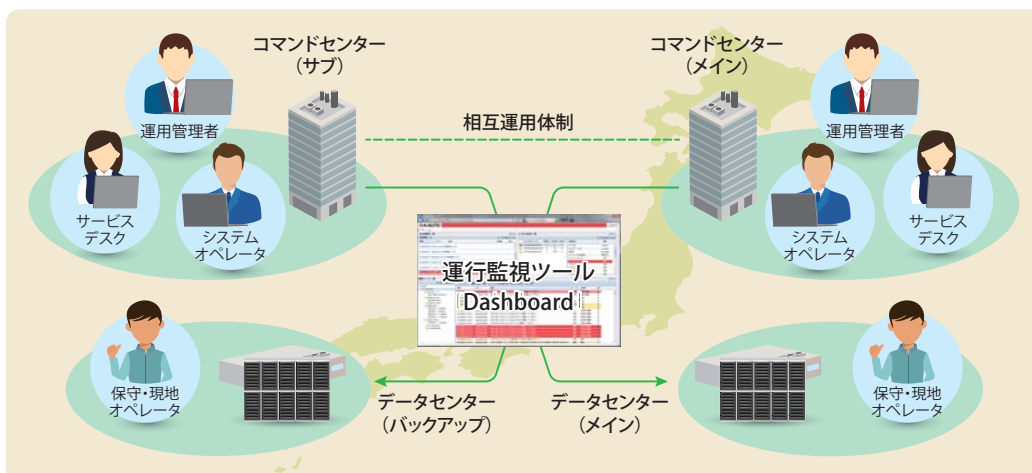 コマンドセンター
（サブ）
コマンドセンター
（メイン）
運用管理者
サービス
デスク
システム
オペレータ
相互運用体制
運用管理者
システム
オペレータ
サービス
デスク
運行監視ツール
Dashboard
保守・現地
オペレータ
データセンター
（バックアップ）
データセンター
（メイン）
保守・現地
オペレータ